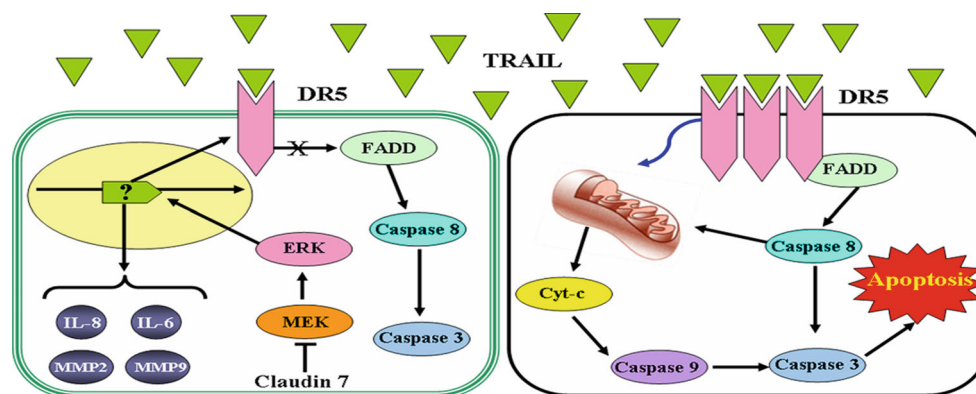 TRAIL
DR5
X
FADD
?
Caspase 8
ERK
IL-8
IL-6
MEK
Caspase 3
MMP2
MMP9
Claudin 7
DR5
FADD
Caspase 8
Apoptosis
Cyt-c
Caspase 9
Caspase 3